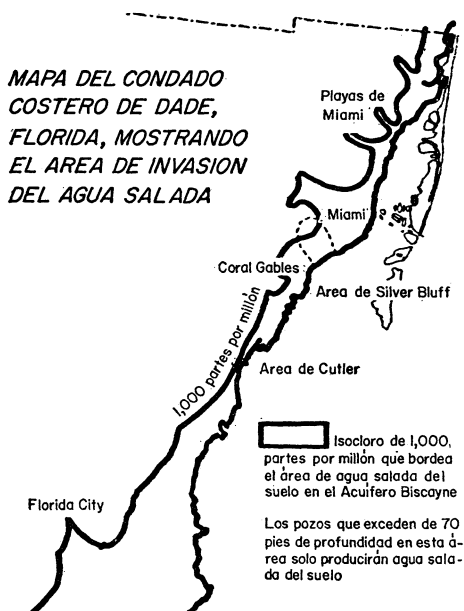 MAPA DEL CONDADO
COSTERO DE DADE,
FLORIDA, MOSTRANDO
EL AREA DE INVASION
DEL AGUA SALADA
Playas de
Miami
Miami
Coral Gables
Area de Silver Bluff
1,000 partes por millón
Area de Cutler
Florida City
Isocloro de 1,000,
partes por millón que bordea
el área de agua salada del
suelo en el Acuifero Biscayne
Los pozos que exceden de 70
pies de profundidad en esta á-
rea solo producirán agua sala-
da del suelo